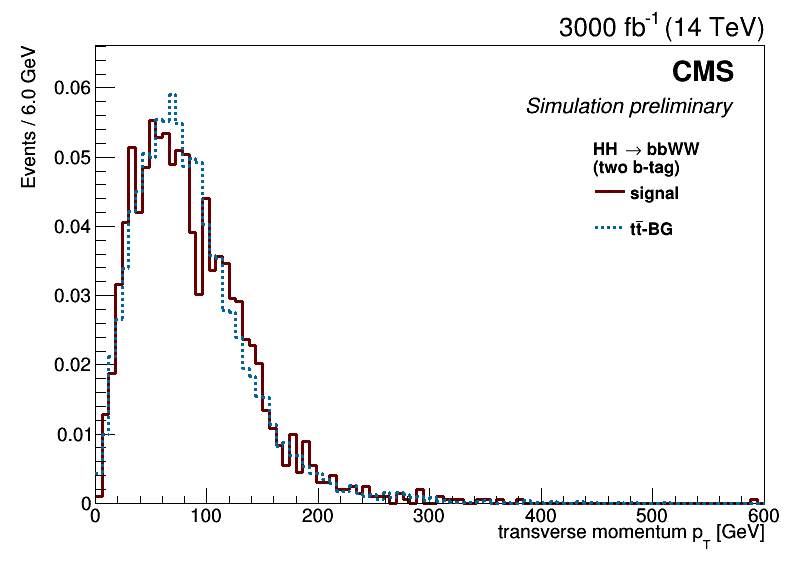 3000 fb-1 (14 TeV)
CMS
Simulation preliminary
HH → bbWW
(two b-tag)
signal
tt̄-BG
Events / 6.0 GeV
0.06
0.05
0.04
0.03
0.02
0.01
0
0 100 200 300 400 500 600
transverse momentum pT [GeV]